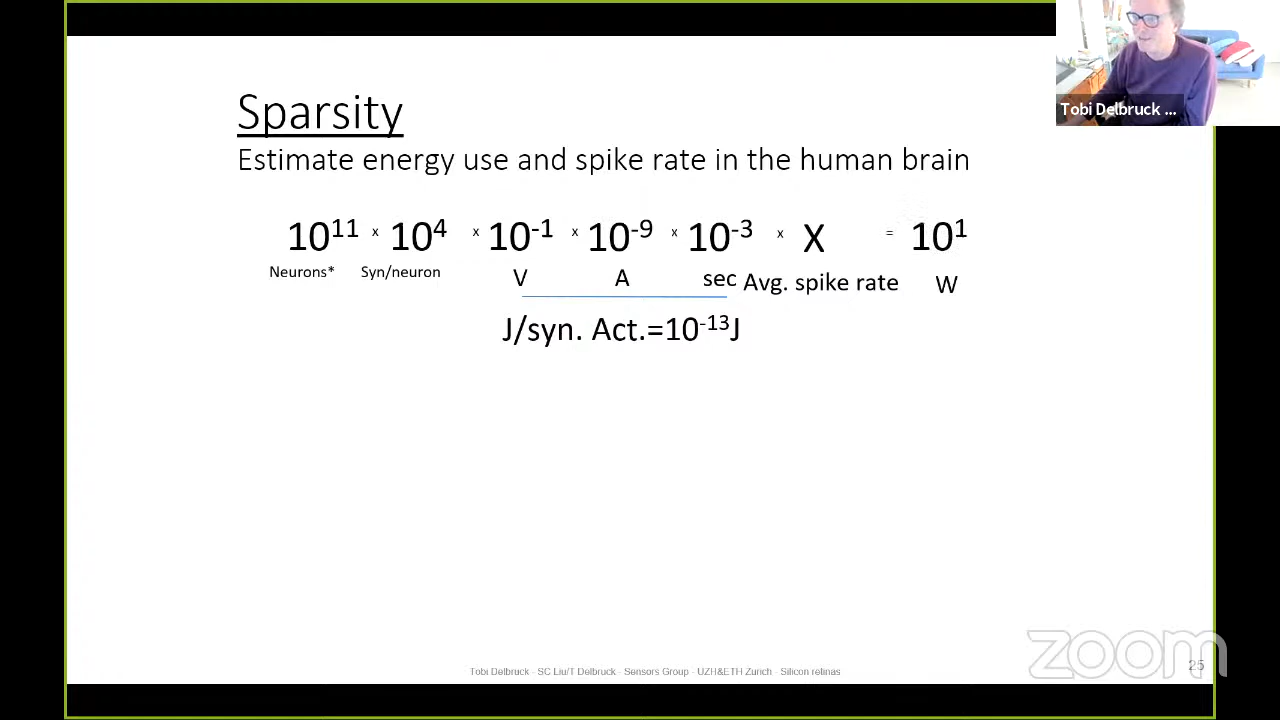 Tobi Delbruck ...
Sparsity
Estimate energy use and spike rate in the human brain
10¹¹ x 10⁴ x 10⁻¹ x 10⁻⁹ x 10⁻³ x X = 10¹
Neurons* Syn/neuron V A sec Avg. spike rate W
J/syn. Act.=10⁻¹³J
zoom
Tobi Delbruck - SC Liu/T Delbruck - Sensors Group - UZH&ETH Zurich - Silicon retinas
25